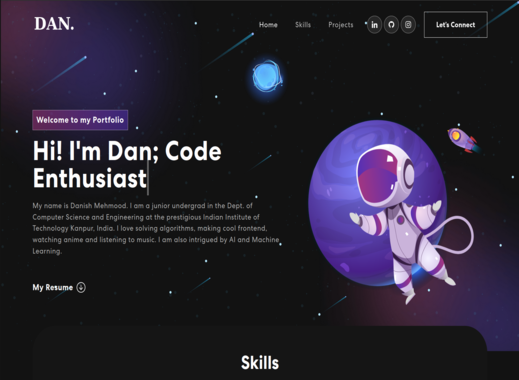 DAN.
Home Skills Projects Let's Connect
Welcome to my Portfolio
Hi! I'm Dan; Code
Enthusiast
My name is Danish Mehmood. I am a junior undergrad in the Dept. of
Computer Science and Engineering at the prestigious Indian Institute of
Technology Kanpur, India. I love solving algorithms, making cool frontend,
watching anime and listening to music. I am also intrigued by AI and Machine
Learning.
My Resume
Skills